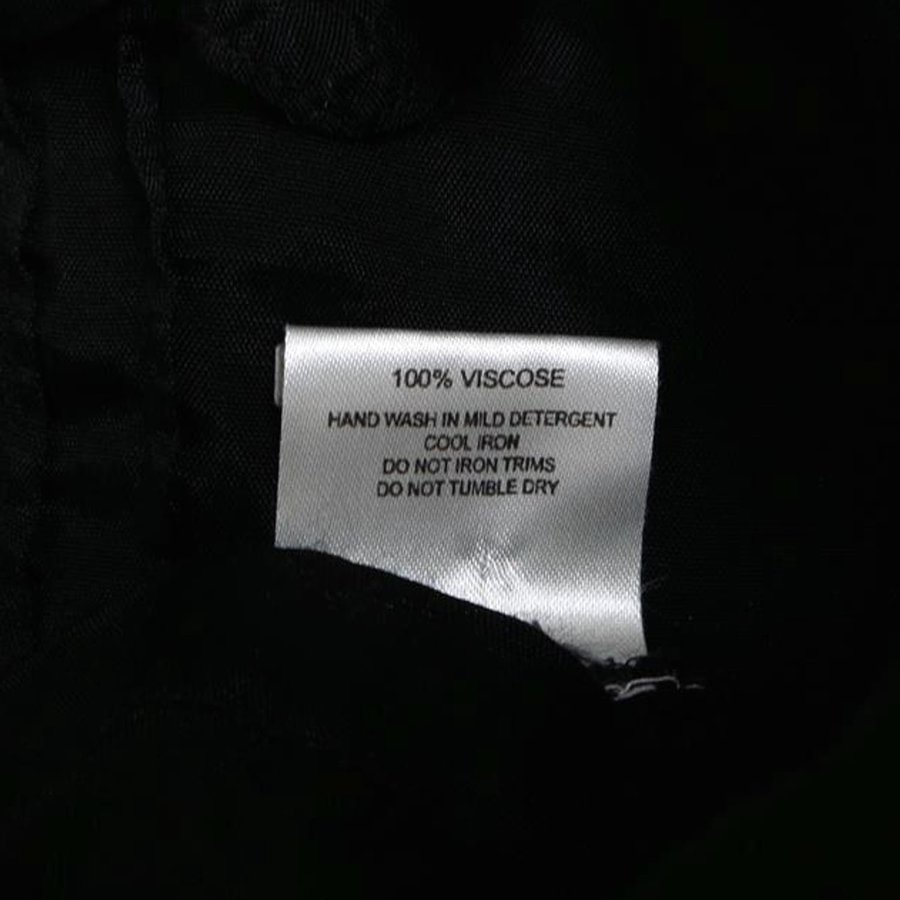 100% VISCOSE
HAND WASH IN MILD DETERGENT
COOL IRON
DO NOT IRON TRIMS
DO NOT TUMBLE DRY